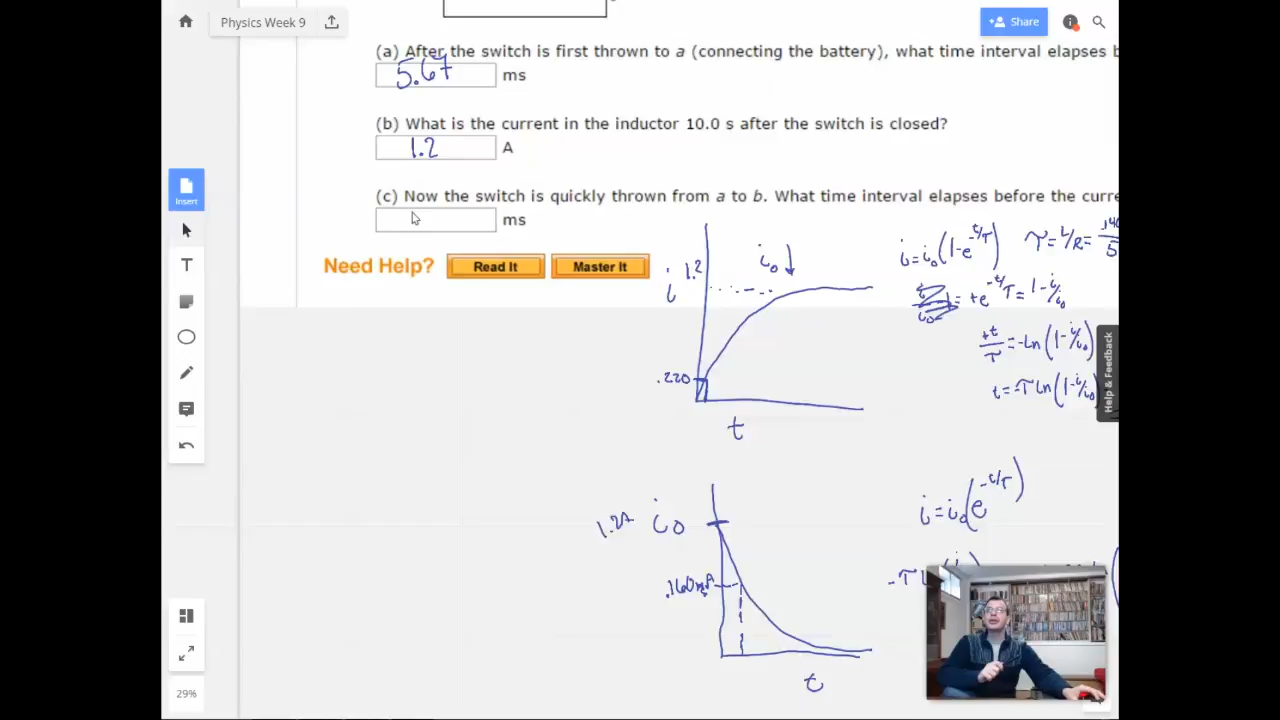 Physics Week 9
Share
(a) After the switch is first thrown to a (connecting the battery), what time interval elapses b
5.67 ms
(b) What is the current in the inductor 10.0 s after the switch is closed?
1.2 A
(c) Now the switch is quickly thrown from a to b. What time interval elapses before the curre
ms
Insert
T
Need Help? Read It Master It
i 1.2 i₀
i=i₀(1-e^-t/τ) τ=L/R=.140/5
=+e^-t/τ=1-i/i₀
+t/τ=-ln(1-i/i₀)
t=-τ ln(1-i/i₀)
.220
t
Help & Feedback
i=i₀(e^-t/τ)
1.2A i₀
.160mA
-τ l
t
29%